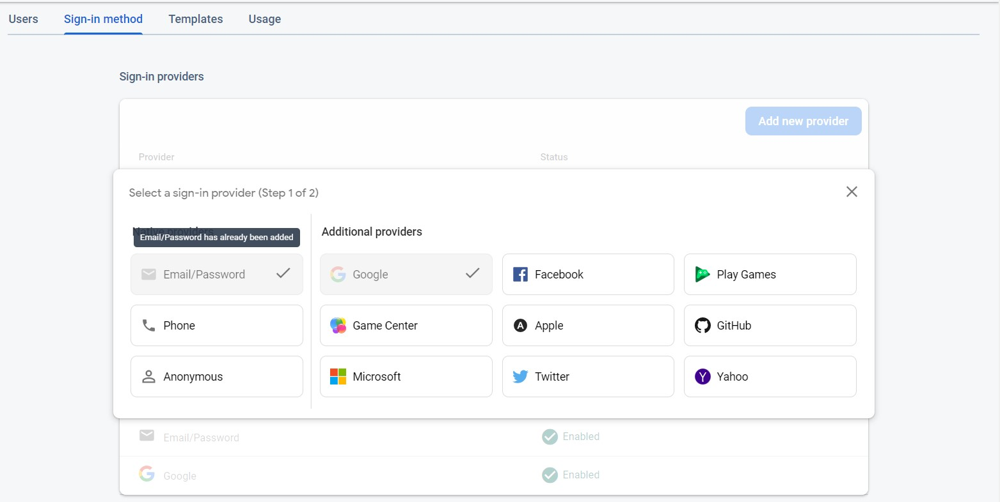 Users Sign-in method Templates Usage
Sign-in providers
Add new provider
Provider Status
Select a sign-in provider (Step 1 of 2)
Native providers Additional providers
Email/Password has already been added
Email/Password Google Facebook Play Games
Phone Game Center Apple GitHub
Anonymous Microsoft Twitter Yahoo
Email/Password Enabled
Google Enabled